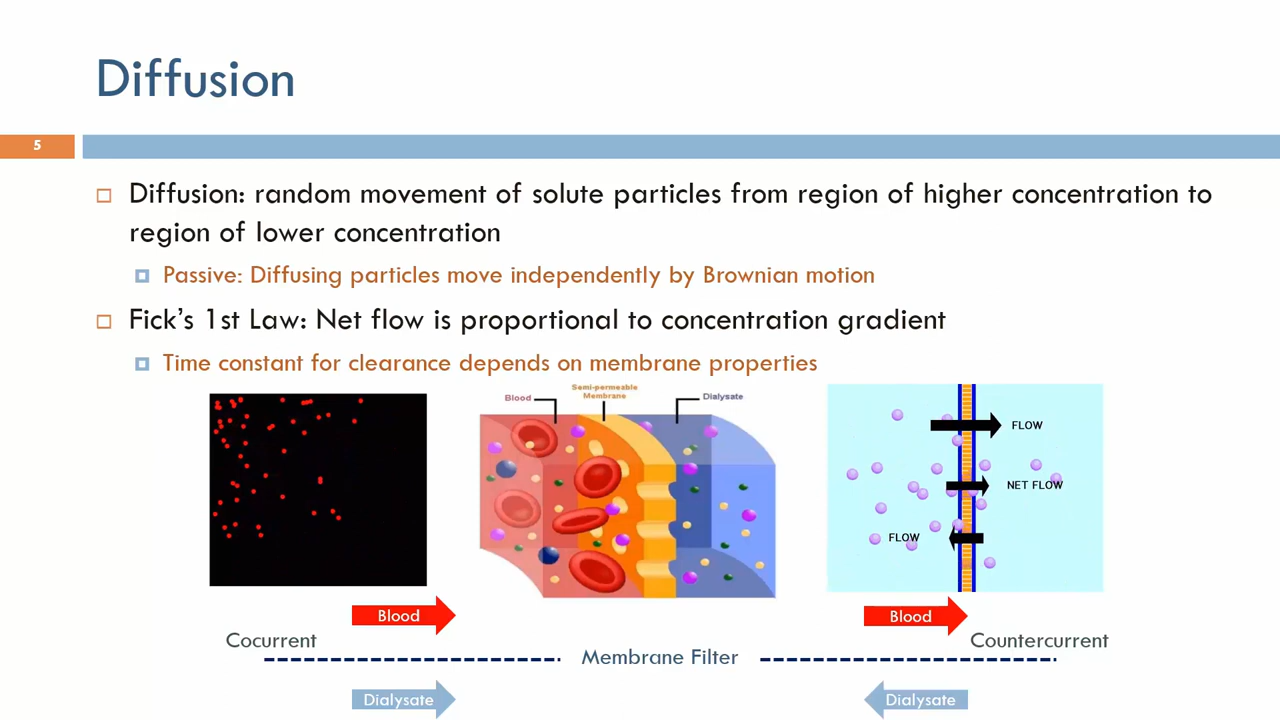 Diffusion
5
Diffusion: random movement of solute particles from region of higher concentration to
region of lower concentration
Passive: Diffusing particles move independently by Brownian motion
Fick's 1st Law: Net flow is proportional to concentration gradient
Time constant for clearance depends on membrane properties
Blood
Semi-permeable
Membrane
Dialysate
FLOW
NET FLOW
FLOW
Blood
Cocurrent
Membrane Filter
Blood
Countercurrent
Dialysate
Dialysate